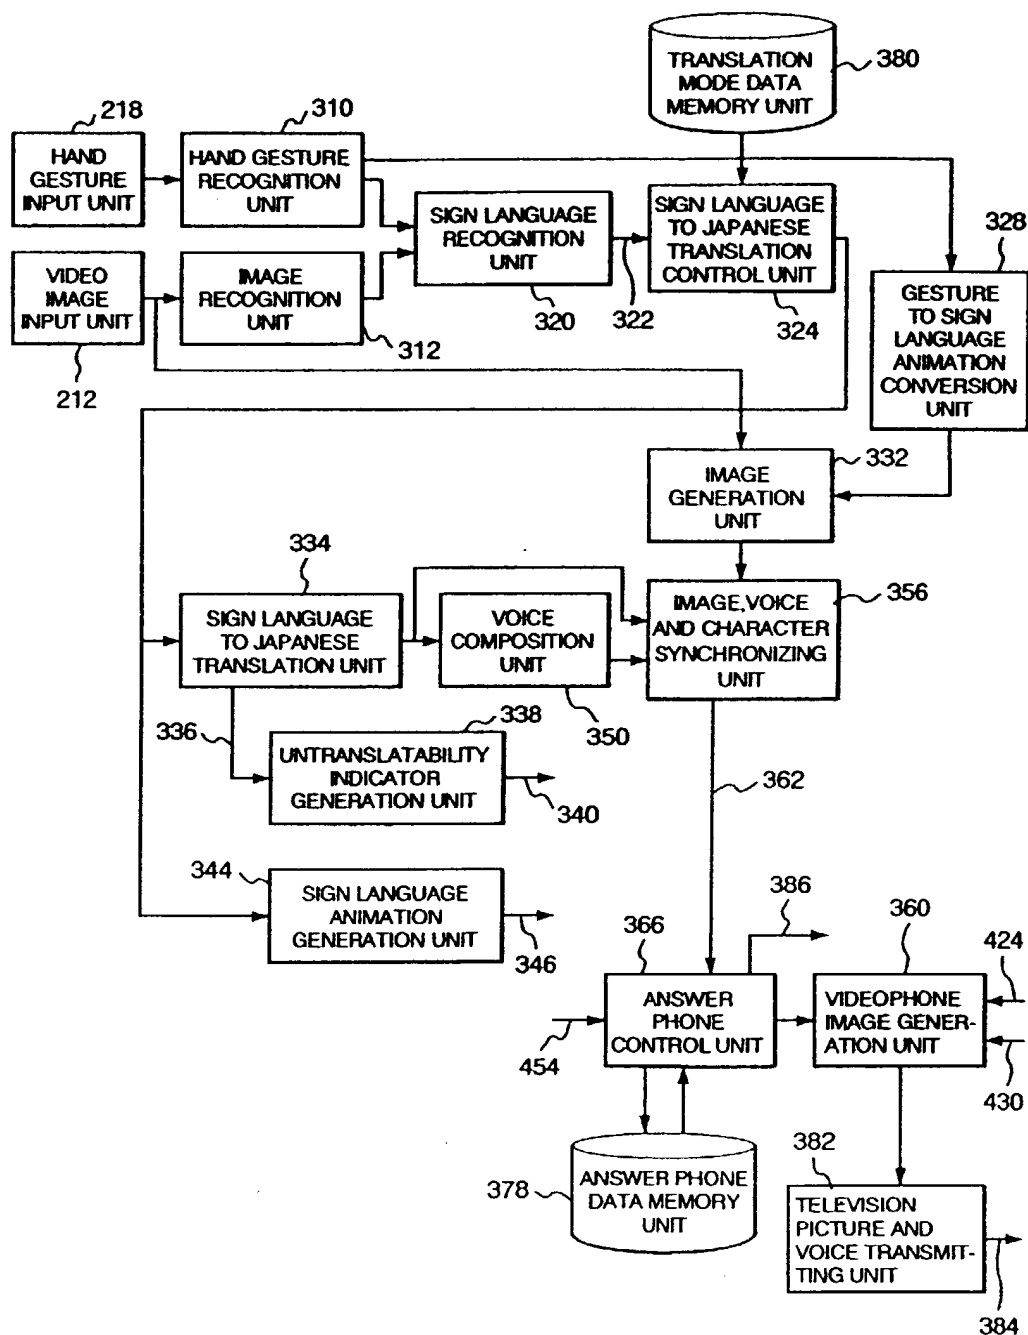 TRANSLATION
MODE DATA
MEMORY UNIT
380
218
310
HAND
GESTURE
INPUT UNIT
HAND GESTURE
RECOGNITION
UNIT
SIGN LANGUAGE
RECOGNITION
UNIT
SIGN LANGUAGE
TO JAPANESE
TRANSLATION
CONTROL UNIT
328
VIDEO
IMAGE
INPUT UNIT
IMAGE
RECOGNITION
UNIT
320
322
324
GESTURE
TO SIGN
LANGUAGE
ANIMATION
CONVERSION
UNIT
212
312
332
IMAGE
GENERATION
UNIT
334
SIGN LANGUAGE
TO JAPANESE
TRANSLATION UNIT
VOICE
COMPOSITION
UNIT
IMAGE, VOICE
AND CHARACTER
SYNCHRONIZING
UNIT
356
336
338
350
UNTRANSLATABILITY
INDICATOR
GENERATION UNIT
340
362
344
SIGN LANGUAGE
ANIMATION
GENERATION UNIT
346
366
386
360
424
ANSWER
PHONE
CONTROL UNIT
VIDEOPHONE
IMAGE GENER-
ATION UNIT
454
430
378
ANSWER PHONE
DATA MEMORY
UNIT
382
TELEVISION
PICTURE AND
VOICE TRANSMIT-
TING UNIT
384